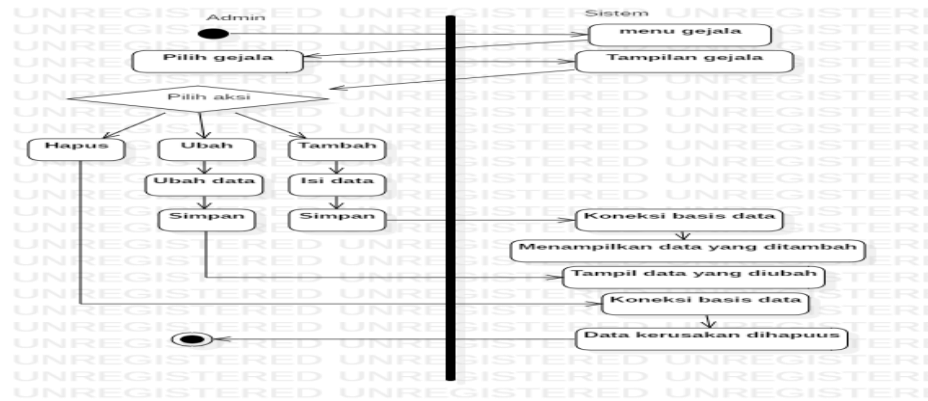 Admin
Sistem
menu gejala
Pilih gejala
Tampilan gejala
Pilih aksi
Hapus
Ubah
Tambah
Ubah data
Isi data
Simpan
Simpan
Koneksi basis data
Menampilkan data yang ditambah
Tampil data yang diubah
Koneksi basis data
Data kerusakan dihapuus
UNREGISTERED